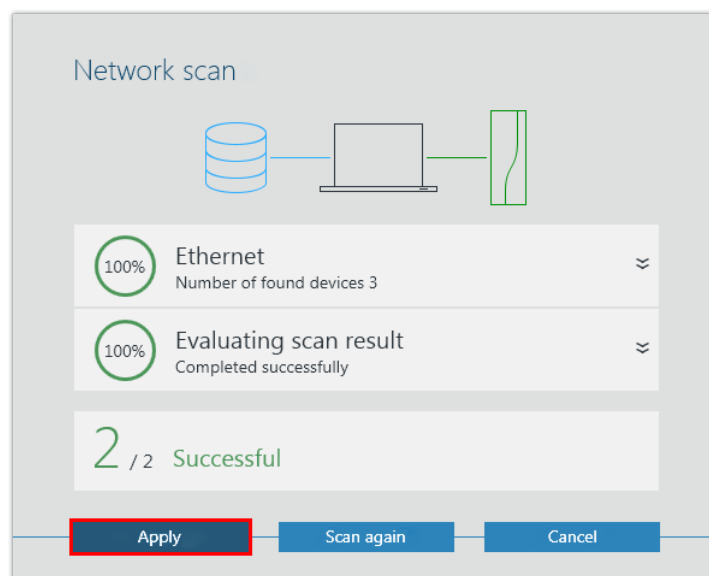 Network scan
100%
Ethernet
Number of found devices 3
100%
Evaluating scan result
Completed successfully
2 / 2 Successful
Apply Scan again Cancel